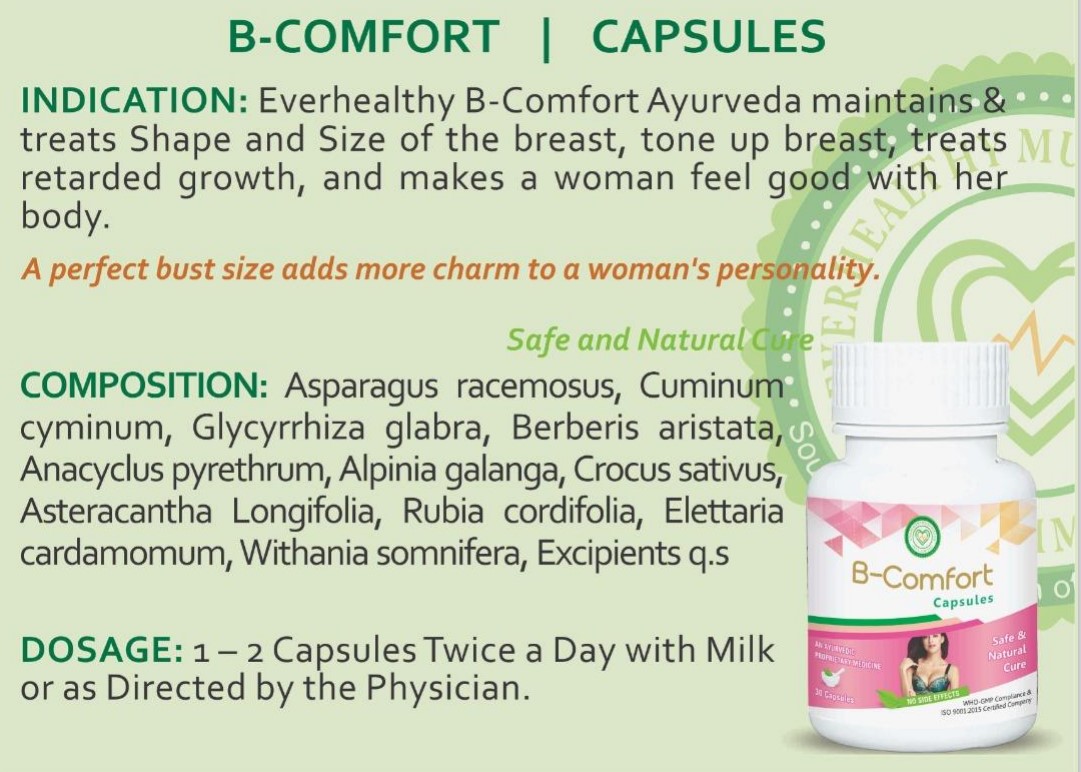 B-COMFORT | CAPSULES
INDICATION: Everhealthy B-Comfort Ayurveda maintains &
treats Shape and Size of the breast, tone up breast, treats
retarded growth, and makes a woman feel good with her
body.
A perfect bust size adds more charm to a woman's personality.
Safe and Natural Cure
COMPOSITION: Asparagus racemosus, Cuminum
cyminum, Glycyrrhiza glabra, Berberis aristata,
Anacyclus pyrethrum, Alpinia galanga, Crocus sativus,
Asteracantha Longifolia, Rubia cordifolia, Elettaria
cardamomum, Withania somnifera, Excipients q.s
DOSAGE: 1 – 2 Capsules Twice a Day with Milk
or as Directed by the Physician.
EVERHEALTHY MU
Sou
IM
of
B-Comfort
Capsules
AN AYURVEDIC
PROPRIETARY MEDICINE
30 Capsules
Safe &
Natural
Cure
NO SIDE EFFECTS
WHO-GMP Compliance &
ISO 9001:2015 Certified Company